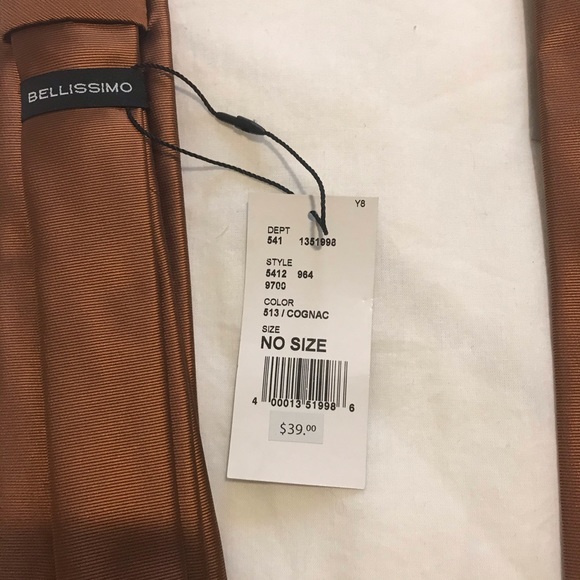 BELLISSIMO
Y8
DEPT
541 1351998
STYLE
5412 964
9700
COLOR
513 / COGNAC
SIZE
NO SIZE
4 00013 51998 6
$39.00